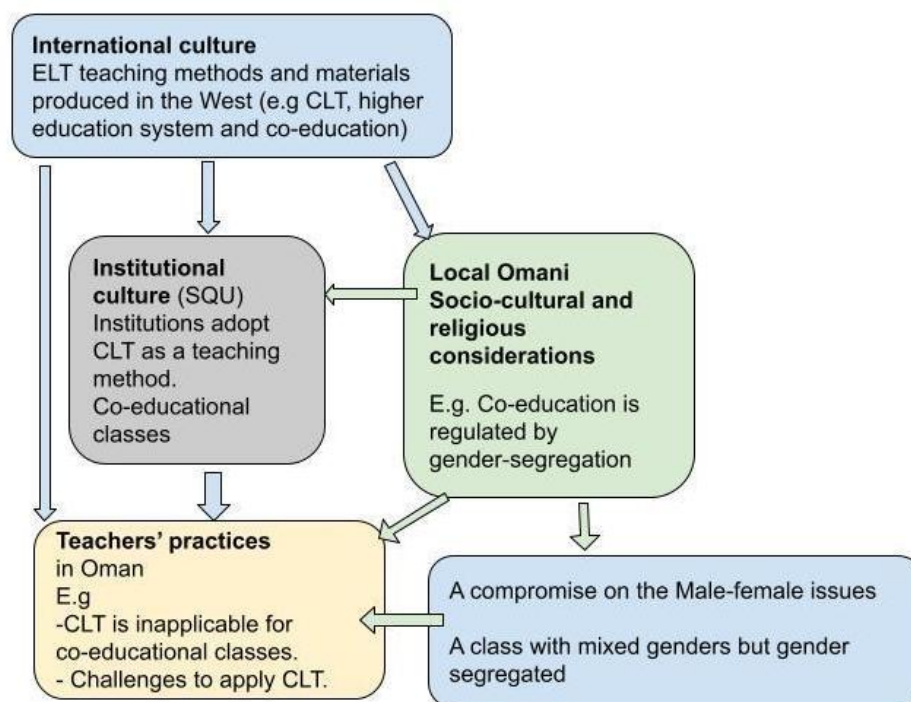 International culture
ELT teaching methods and materials
produced in the West (e.g CLT, higher
education system and co-education)
Institutional
culture (SQU)
Institutions adopt
CLT as a teaching
method.
Co-educational
classes
Local Omani
Socio-cultural and
religious
considerations
E.g. Co-education is
regulated by
gender-segregation
Teachers’ practices
in Oman
E.g
-CLT is inapplicable for
co-educational classes.
- Challenges to apply CLT.
A compromise on the Male-female issues
A class with mixed genders but gender
segregated